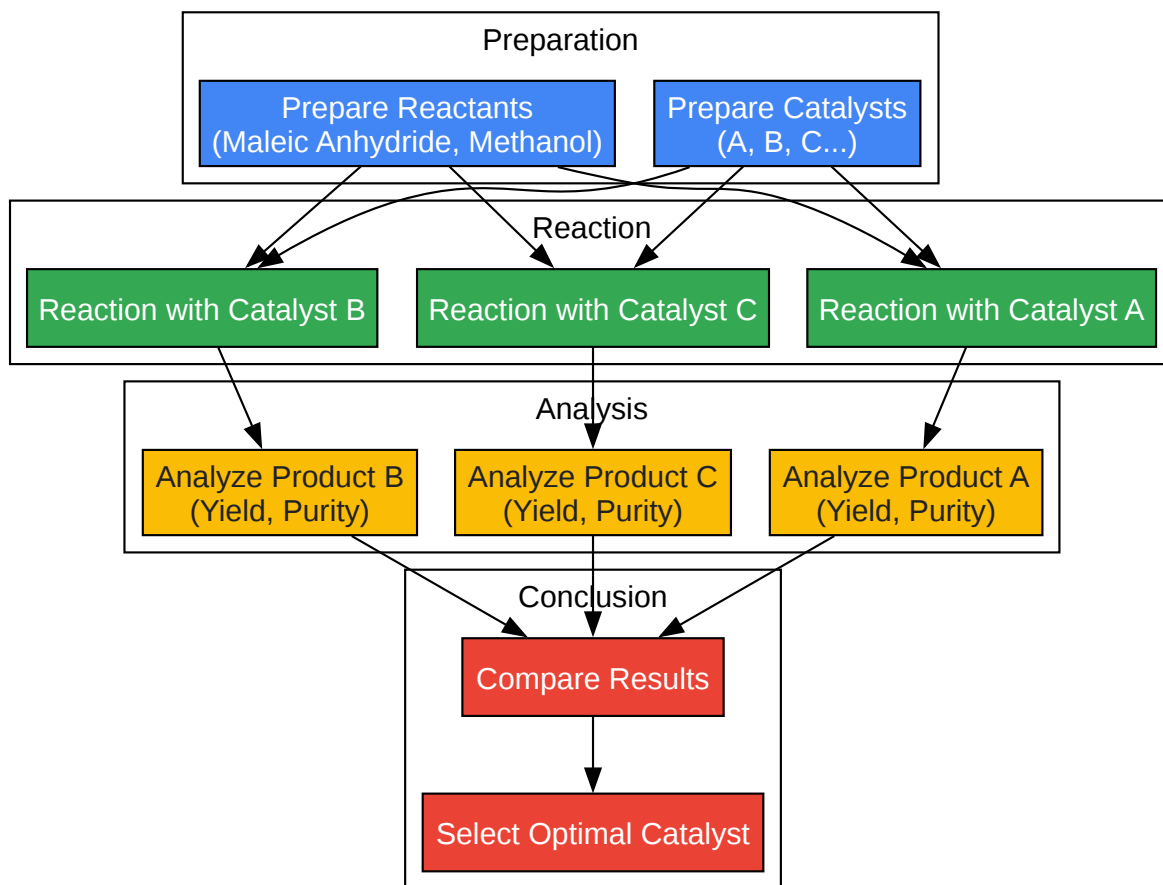 Preparation
Prepare Reactants
(Maleic Anhydride, Methanol)
Prepare Catalysts
(A, B, C...)
Reaction
Reaction with Catalyst B
Reaction with Catalyst C
Reaction with Catalyst A
Analysis
Analyze Product B
(Yield, Purity)
Analyze Product C
(Yield, Purity)
Analyze Product A
(Yield, Purity)
Conclusion
Compare Results
Select Optimal Catalyst